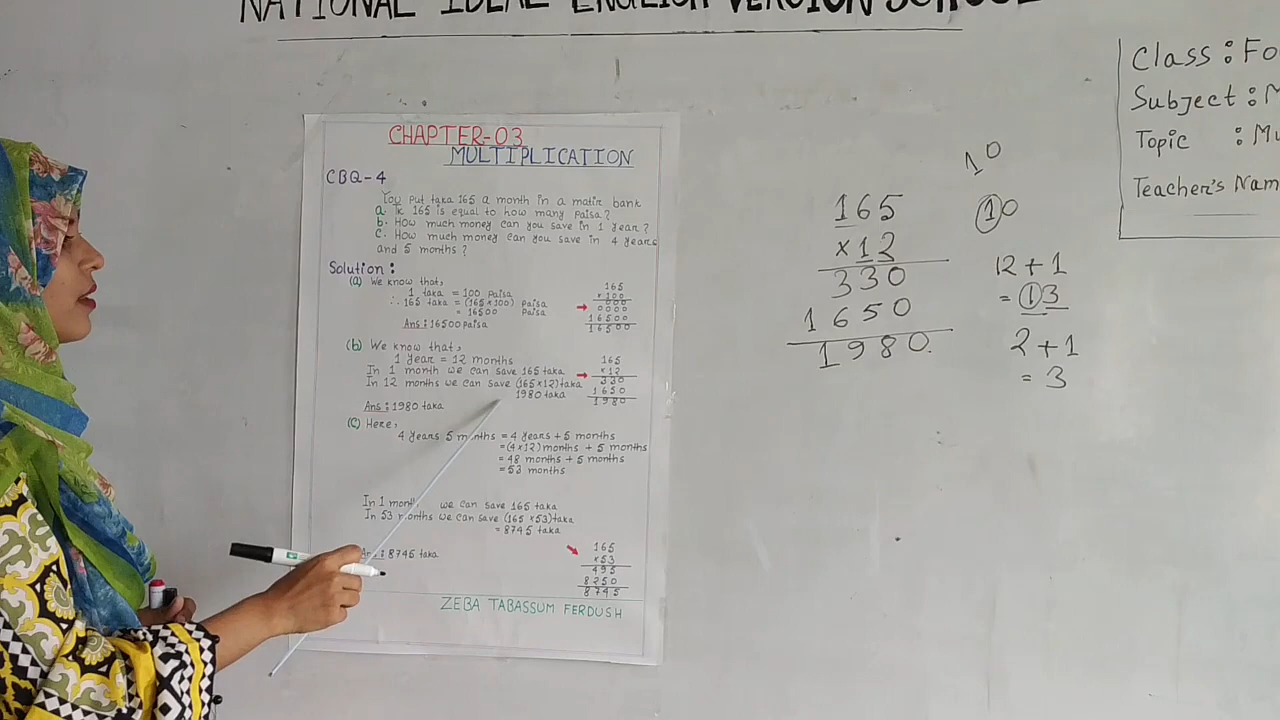 NATIONAL IDEAL ENGLISH VERSION SCHOOL
CHAPTER-03
MULTIPLICATION
CBQ-4
You put taka 165 a month in a matir bank
a. Tk 165 is equal to how many paisa?
b. How much money can you save in 1 year?
c. How much money can you save in 4 years
and 5 months?
Solution:
(a) We know that,
1 taka = 100 paisa
∴ 165 taka = (165×100) paisa
= 16500 paisa
Ans: 16500 paisa
165
×100
000
0000
16500
16500
(b) We know that,
1 year = 12 months
In 1 month we can save 165 taka
In 12 months we can save (165×12)taka
1980 taka
Ans: 1980 taka
165
×12
330
1650
1980
(c) Here,
4 years 5 months = 4 years + 5 months
=(4×12) months + 5 months
= 48 months + 5 months
= 53 months
In 1 month we can save 165 taka
In 53 months we can save (165×53)taka
= 8745 taka
Ans: 8745 taka
165
×53
495
8250
8745
ZEBA TABASSUM FERDUSH
165
×12
330
1650
1980.
10
10
12+1
= 13
2+1
= 3
Class: Fo
Subject: M
Topic : Mu
Teacher's Nam